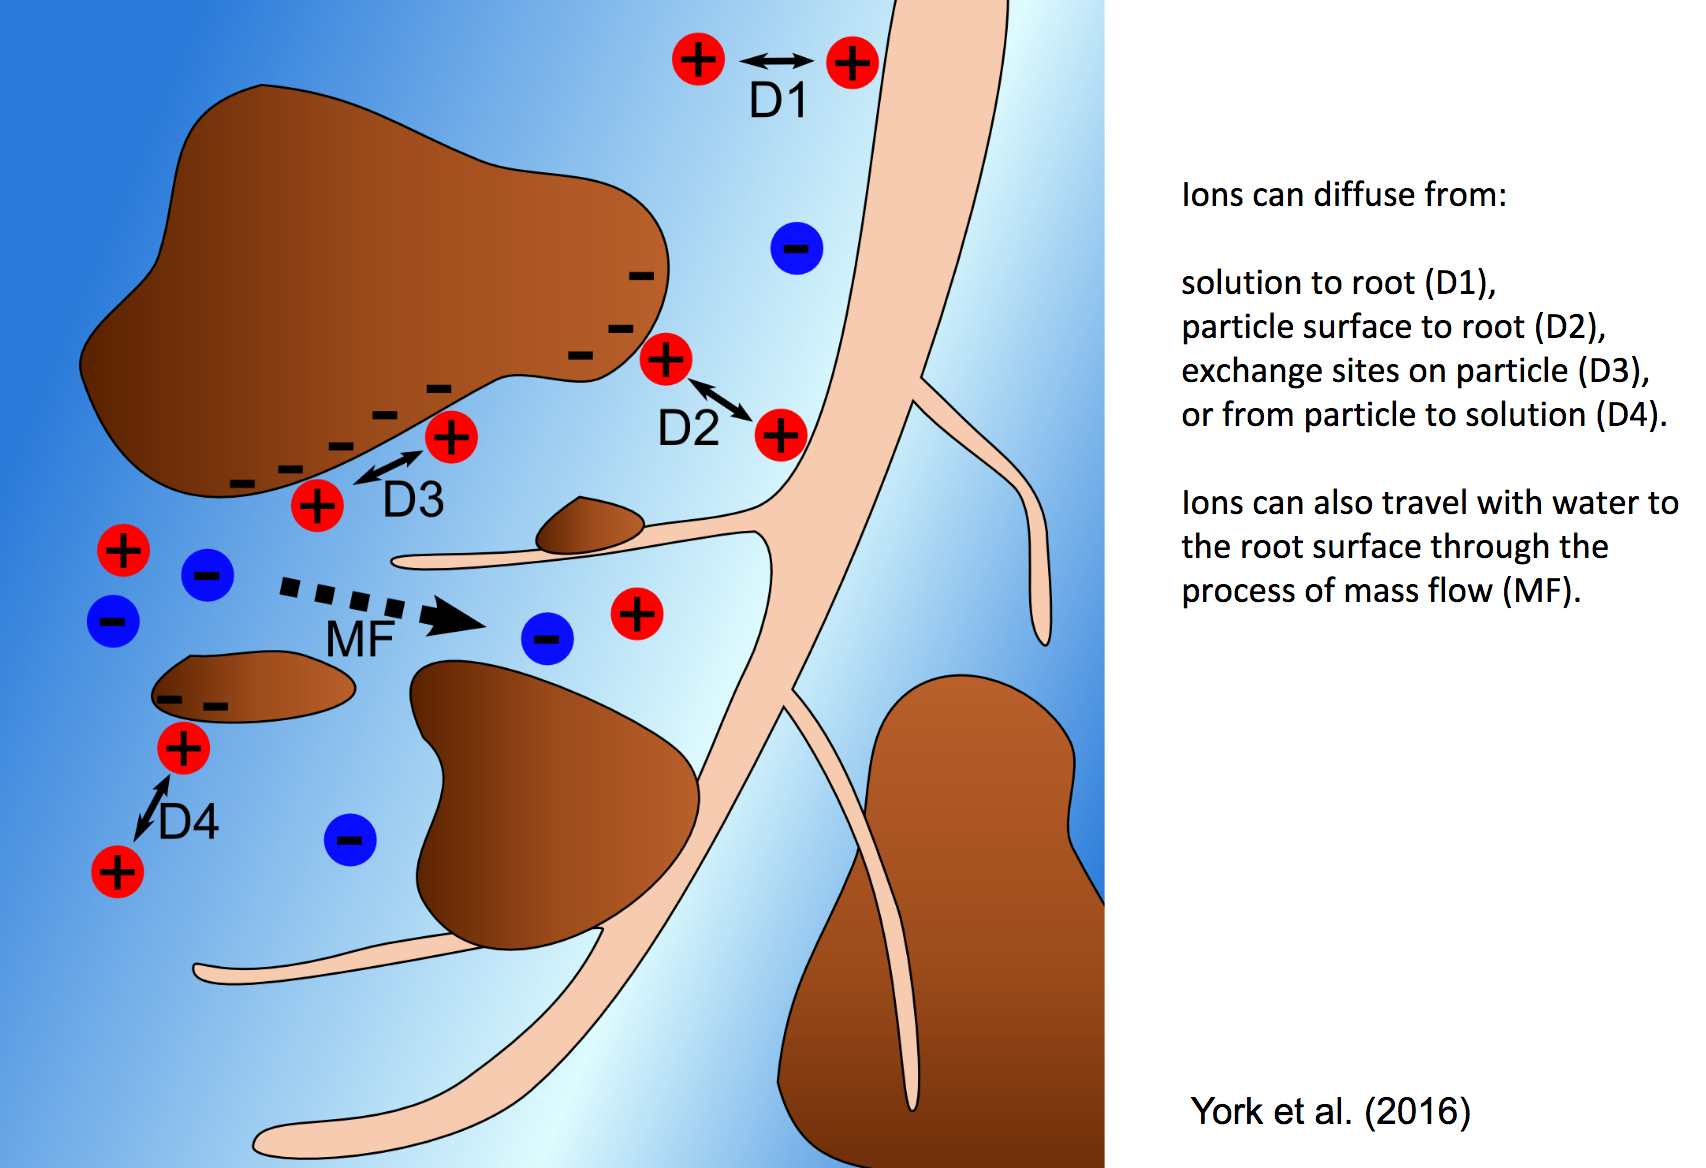 + + 
D1
-
-
-
-
+
-
-
-
-
-
+
D2
+
+
D3
+
+
-
-
MF
-
+
- -
+
D4
+
-
Ions can diffuse from:
solution to root (D1),
particle surface to root (D2),
exchange sites on particle (D3),
or from particle to solution (D4).
Ions can also travel with water to
the root surface through the
process of mass flow (MF).
York et al. (2016)